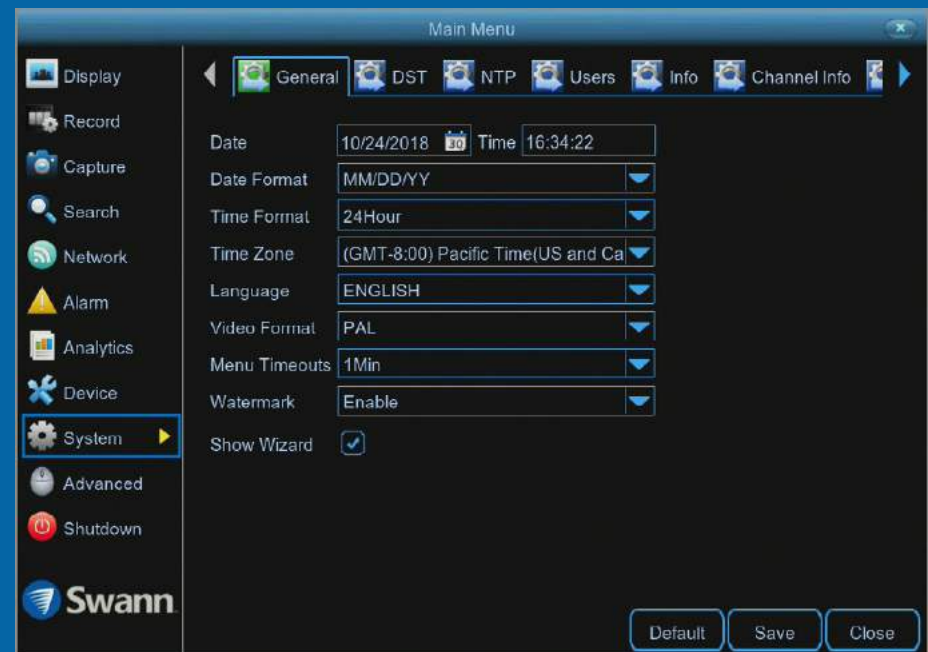 Main Menu
Display
Record
Capture
Search
Network
Alarm
Analytics
Device
System
Advanced
Shutdown
Swann
General DST NTP Users Info Channel Info
Date 10/24/2018 30 Time 16:34:22
Date Format MM/DD/YY
Time Format 24Hour
Time Zone (GMT-8:00) Pacific Time(US and Ca
Language ENGLISH
Video Format PAL
Menu Timeouts 1Min
Watermark Enable
Show Wizard
Default Save Close